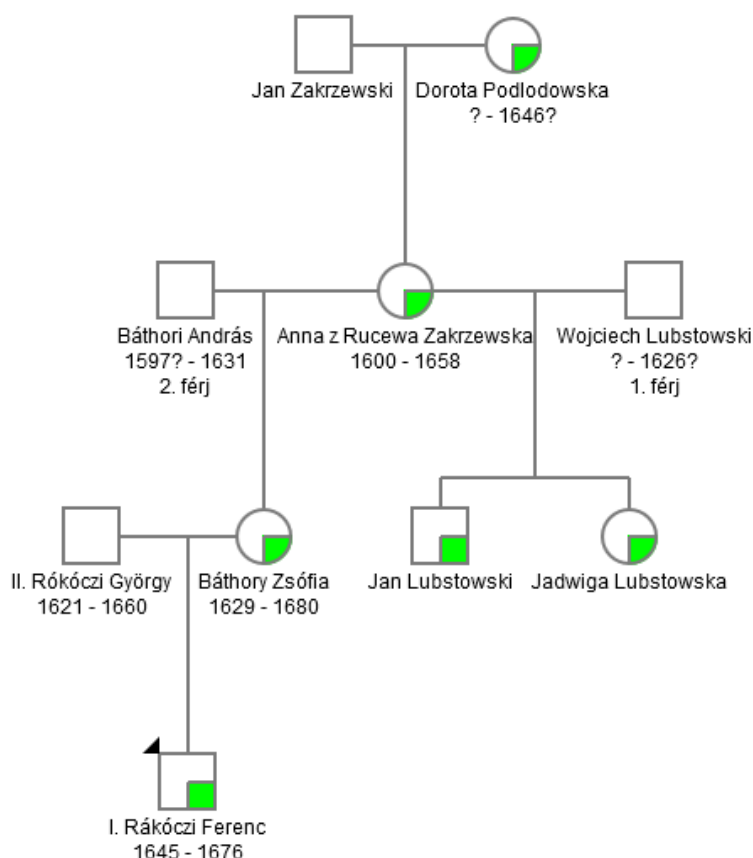 Jan Zakrzewski
Dorota Podlodowska
? - 1646?
Báthori András
1597? - 1631
2. férj
Anna z Rucewa Zakrzewska
1600 - 1658
Wojciech Lubstowski
? - 1626?
1. férj
II. Rókóczi György
1621 - 1660
Báthory Zsófia
1629 - 1680
Jan Lubstowski
Jadwiga Lubstowska
I. Rákóczi Ferenc
1645 - 1676